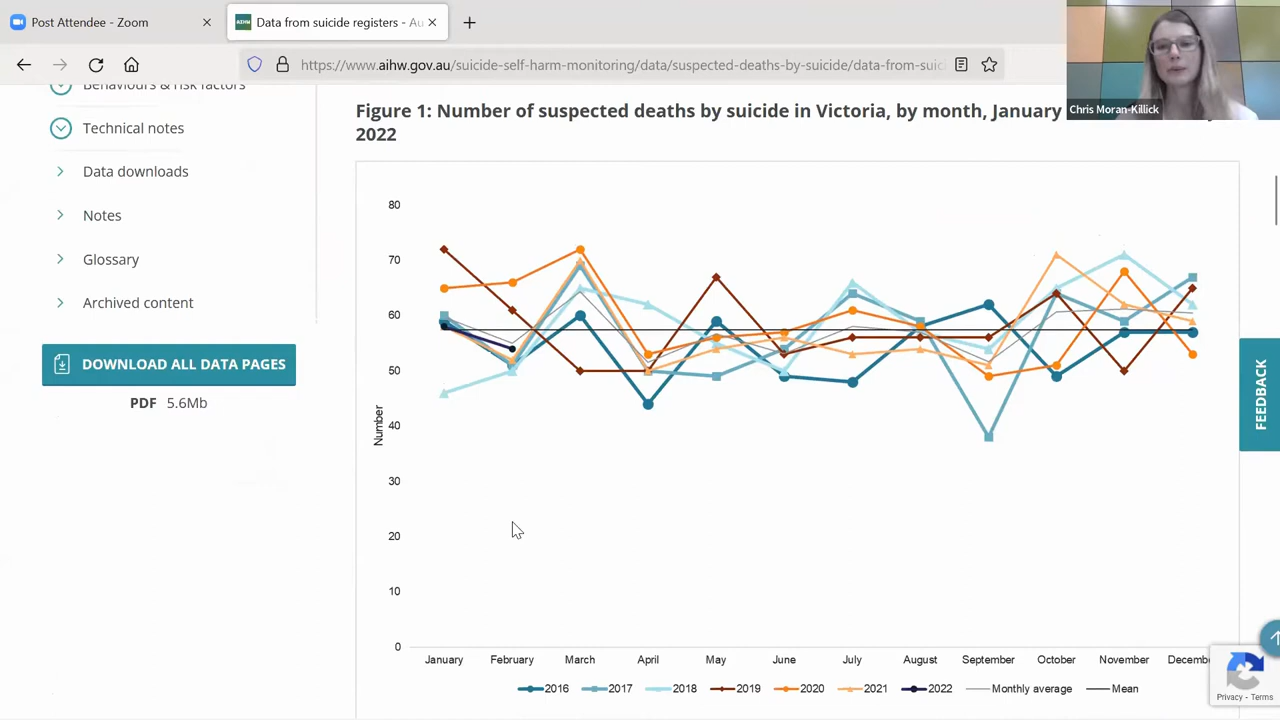 Post Attendee - Zoom
Data from suicide registers - Au
https://www.aihw.gov.au/suicide-self-harm-monitoring/data/suspected-deaths-by-suicide/data-from-suici
Chris Moran-Killick
Behaviours & risk factors
Technical notes
Data downloads
Notes
Glossary
Archived content
DOWNLOAD ALL DATA PAGES
PDF 5.6Mb
Figure 1: Number of suspected deaths by suicide in Victoria, by month, January
2022
80
70
60
50
40
30
20
10
0
Number
January February March April May June July August September October November Decemb
2016 2017 2018 2019 2020 2021 2022 Monthly average Mean
FEEDBACK
Privacy - Terms